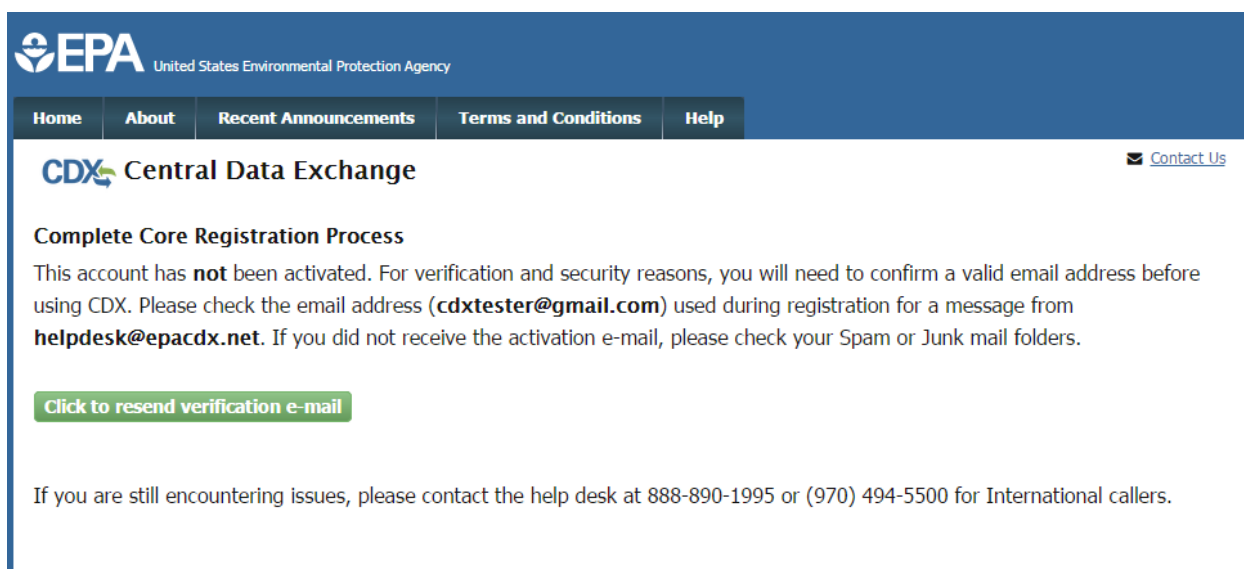 EPA United States Environmental Protection Agency
Home About Recent Announcements Terms and Conditions Help
Contact Us
CDX Central Data Exchange
Complete Core Registration Process
This account has not been activated. For verification and security reasons, you will need to confirm a valid email address before
using CDX. Please check the email address (cdxtester@gmail.com) used during registration for a message from
helpdesk@epacdx.net. If you did not receive the activation e-mail, please check your Spam or Junk mail folders.
Click to resend verification e-mail
If you are still encountering issues, please contact the help desk at 888-890-1995 or (970) 494-5500 for International callers.